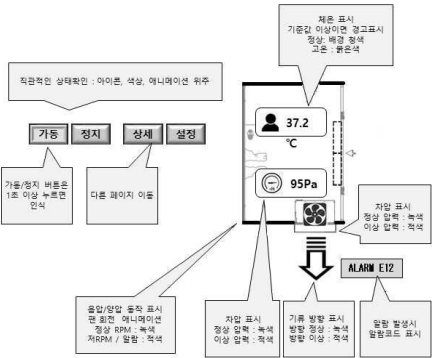 체온 표시
기준값 이상이면 경고표시
정상: 배경 청색
고온 : 붉은색
직관적인 상태확인 : 아이콘, 색상, 애니메이션 위주
가동 정지 상세 설정
37.2
℃
95Pa
가동/정지 버튼은
1초 이상 누르면
인식
다른 페이지 이동
차압 표시
정상 압력 : 녹색
이상 압력 : 적색
ALARM E12
음압/양압 동작 표시
팬 회전 애니메이션
정상 RPM : 녹색
저RPM / 알람 : 적색
차압 표시
정상 압력 : 녹색
이상 압력 : 적색
기류 방향 표시
방향 정상 : 녹색
방향 이상 : 적색
알람 발생시
알람코드 표시